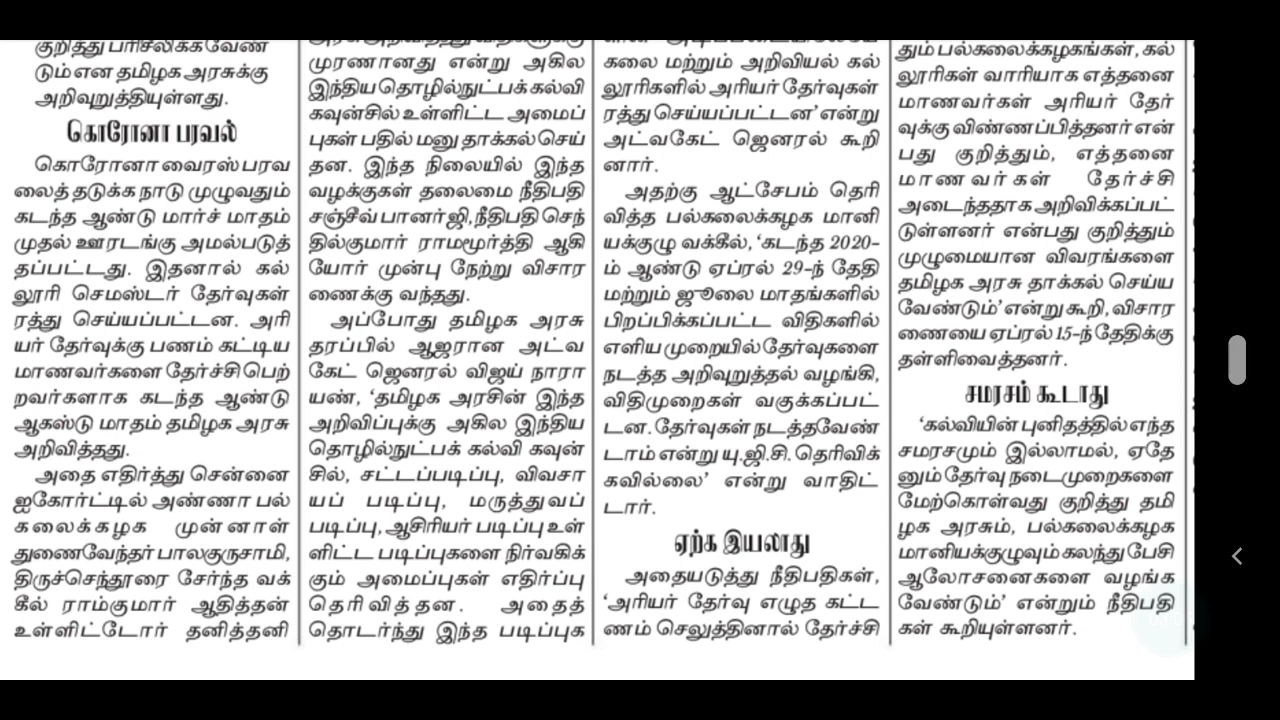 குறித்து பரிசீலிக்கவேண்
டும் என தமிழக அரசுக்கு
அறிவுறுத்தியுள்ளது.
கொரோனா பரவல்
கொரோனா வைரஸ் பரவ
லைத் தடுக்க நாடு முழுவதும்
கடந்த ஆண்டு மார்ச் மாதம்
முதல் ஊரடங்கு அமல்படுத்
தப்பட்டது. இதனால் கல்
லூரி செமஸ்டர் தேர்வுகள்
ரத்து செய்யப்பட்டன. அரி
யர் தேர்வுக்கு பணம் கட்டிய
மாணவர்களை தேர்ச்சி பெற்
றவர்களாக கடந்த ஆண்டு
ஆகஸ்டு மாதம் தமிழக அரசு
அறிவித்தது.
அதை எதிர்த்து சென்னை
ஐகோர்ட்டில் அண்ணா பல்
கலைக்கழக முன்னாள்
துணைவேந்தர் பாலகுருசாமி,
திருச்செந்தூரை சேர்ந்த வக்
கீல் ராம்குமார் ஆதித்தன்
உள்ளிட்டோர் தனித்தனி
முரணானது என்று அகில
இந்திய தொழில்நுட்பக் கல்வி
கவுன்சில் உள்ளிட்ட அமைப்
புகள் பதில் மனு தாக்கல் செய்
தன. இந்த நிலையில் இந்த
வழக்குகள் தலைமை நீதிபதி
சஞ்சீவ் பானர்ஜி, நீதிபதி செந்
தில்குமார் ராமமூர்த்தி ஆகி
யோர் முன்பு நேற்று விசார
ணைக்கு வந்தது.
அப்போது தமிழக அரசு
தரப்பில் ஆஜரான அட்வ
கேட் ஜெனரல் விஜய் நாரா
யண், ‘தமிழக அரசின் இந்த
அறிவிப்புக்கு அகில இந்திய
தொழில்நுட்பக் கல்வி கவுன்
சில், சட்டப்படிப்பு, விவசா
யப் படிப்பு, மருத்துவப்
படிப்பு, ஆசிரியர் படிப்பு உள்
ளிட்ட படிப்புகளை நிர்வகிக்
கும் அமைப்புகள் எதிர்ப்பு
தெரிவித்தன. அதைத்
தொடர்ந்து இந்த படிப்புக
கலை மற்றும் அறிவியல் கல்
லூரிகளில் அரியர் தேர்வுகள்
ரத்து செய்யப்பட்டன’ என்று
அட்வகேட் ஜெனரல் கூறி
னார்.
அதற்கு ஆட்சேபம் தெரி
வித்த பல்கலைக்கழக மானி
யக்குழு வக்கீல், ‘கடந்த 2020-
ம் ஆண்டு ஏப்ரல் 29-ந் தேதி
மற்றும் ஜூலை மாதங்களில்
பிறப்பிக்கப்பட்ட விதிகளில்
எளிய முறையில் தேர்வுகளை
நடத்த அறிவுறுத்தல் வழங்கி,
விதிமுறைகள் வகுக்கப்பட்
டன. தேர்வுகள் நடத்தவேண்
டாம் என்று யு.ஜி.சி. தெரிவிக்
கவில்லை’ என்று வாதிட்
டார்.
ஏற்க இயலாது
அதையடுத்து நீதிபதிகள்,
‘அரியர் தேர்வு எழுத கட்ட
ணம் செலுத்தினால் தேர்ச்சி
தும் பல்கலைக்கழகங்கள், கல்
லூரிகள் வாரியாக எத்தனை
மாணவர்கள் அரியர் தேர்
வுக்கு விண்ணப்பித்தனர் என்
பது குறித்தும், எத்தனை
மாணவர்கள் தேர்ச்சி
அடைந்ததாக அறிவிக்கப்பட்
டுள்ளனர் என்பது குறித்தும்
முழுமையான விவரங்களை
தமிழக அரசு தாக்கல் செய்ய
வேண்டும்’ என்று கூறி, விசார
ணையை ஏப்ரல் 15-ந் தேதிக்கு
தள்ளிவைத்தனர்.
சமரசம் கூடாது
‘கல்வியின் புனிதத்தில் எந்த
சமரசமும் இல்லாமல், ஏதே
னும் தேர்வு நடைமுறைகளை
மேற்கொள்வது குறித்து தமி
ழக அரசும், பல்கலைக்கழக
மானியக்குழுவும் கலந்து பேசி
ஆலோசனைகளை வழங்க
வேண்டும்’ என்றும் நீதிபதி
கள் கூறியுள்ளனர்.